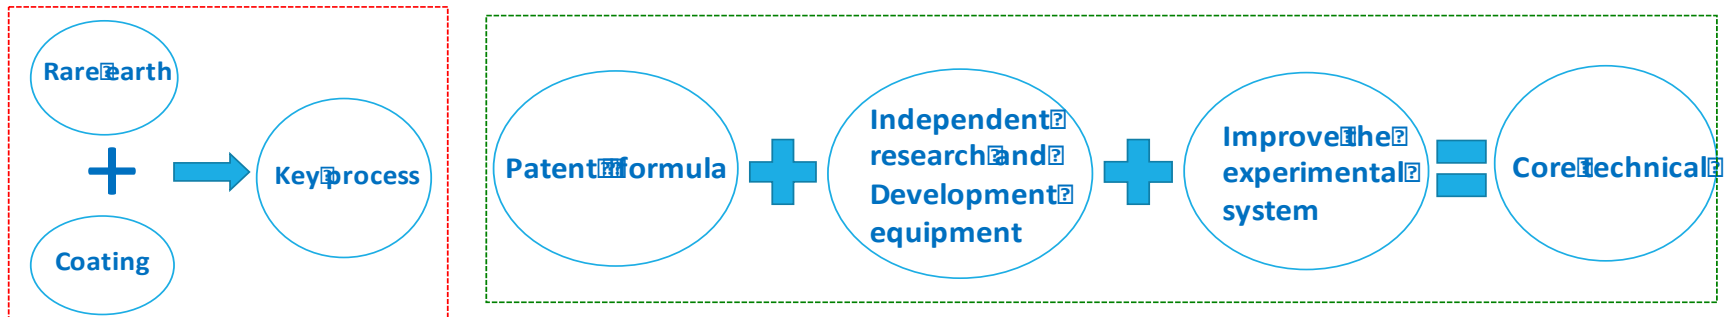 Rare earth
Coating
Key process
Patent formula
Independent
research and
Development
equipment
Improve the
experimental
system
Core technical